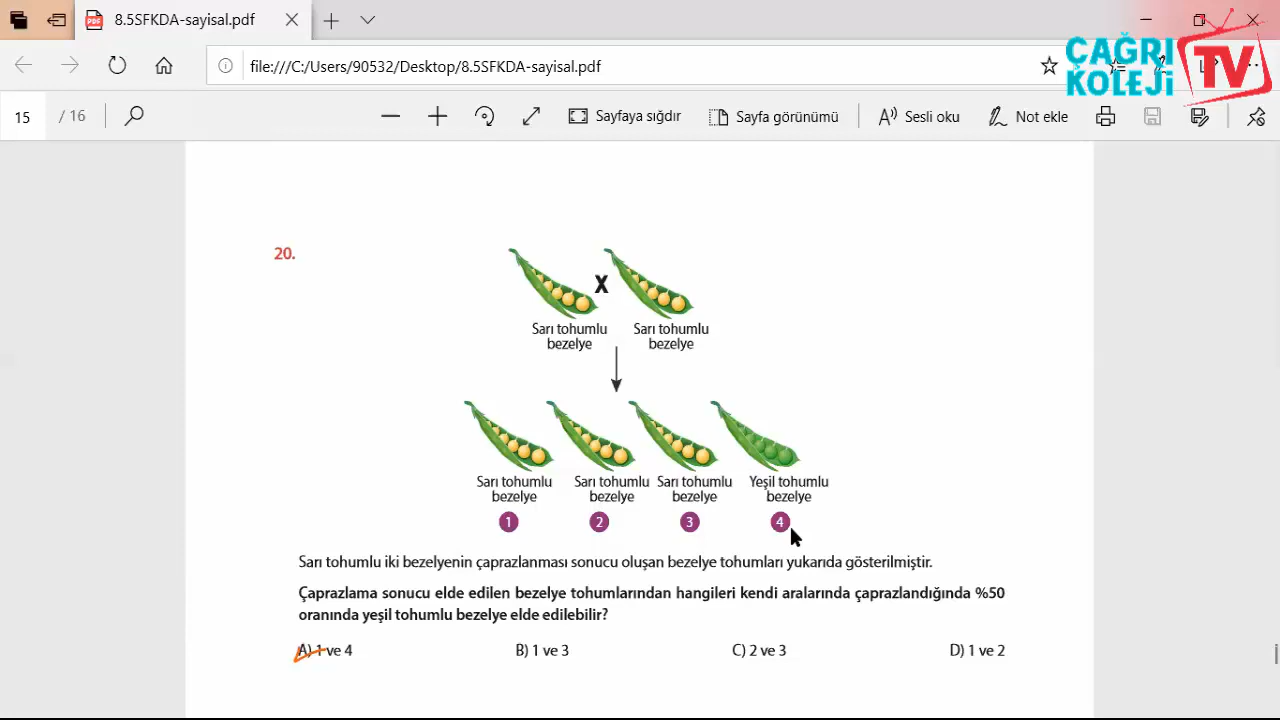 8.5SFKDA-sayisal.pdf
ÇAĞRI
KOLEJİ TV
file:///C:/Users/90532/Desktop/8.5SFKDA-sayisal.pdf
15 / 16
Sayfaya sığdır
Sayfa görünümü
Sesli oku
Not ekle
20.
X
Sarı tohumlu bezelye
Sarı tohumlu bezelye
Sarı tohumlu bezelye
Sarı tohumlu bezelye
Sarı tohumlu bezelye
Yeşil tohumlu bezelye
1 2 3 4
Sarı tohumlu iki bezelyenin çaprazlanması sonucu oluşan bezelye tohumları yukarıda gösterilmiştir.
Çaprazlama sonucu elde edilen bezelye tohumlarından hangileri kendi aralarında çaprazlandığında %50
oranında yeşil tohumlu bezelye elde edilebilir?
A) 1 ve 4 B) 1 ve 3 C) 2 ve 3 D) 1 ve 2